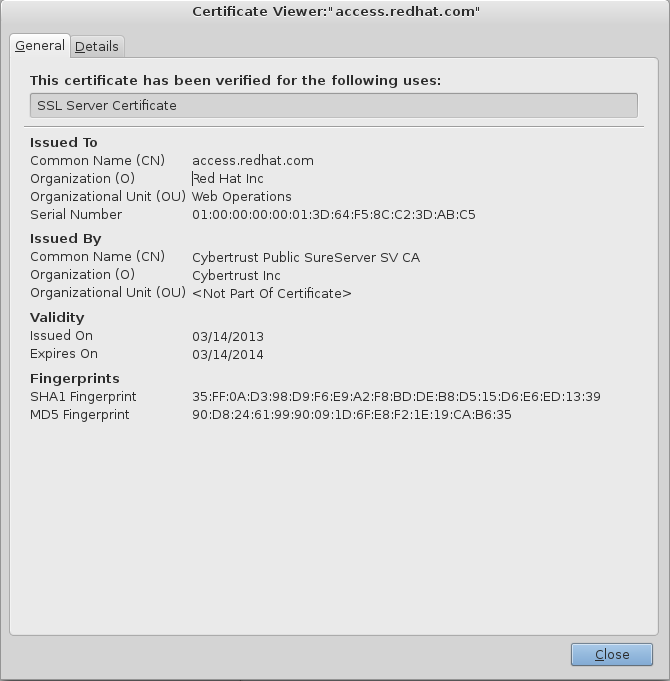 Certificate Viewer:"access.redhat.com"
General Details
This certificate has been verified for the following uses:
SSL Server Certificate
Issued To
Common Name (CN) access.redhat.com
Organization (O) Red Hat Inc
Organizational Unit (OU) Web Operations
Serial Number 01:00:00:00:00:01:3D:64:F5:8C:C2:3D:AB:C5
Issued By
Common Name (CN) Cybertrust Public SureServer SV CA
Organization (O) Cybertrust Inc
Organizational Unit (OU) <Not Part Of Certificate>
Validity
Issued On 03/14/2013
Expires On 03/14/2014
Fingerprints
SHA1 Fingerprint 35:FF:0A:D3:98:D9:F6:E9:A2:F8:BD:DE:B8:D5:15:D6:E6:ED:13:39
MD5 Fingerprint 90:D8:24:61:99:90:09:1D:6F:E8:F2:1E:19:CA:B6:35
Close